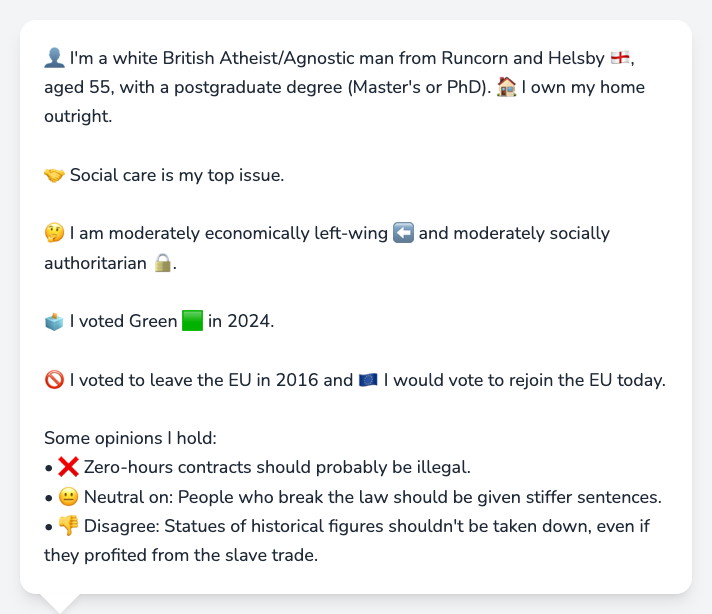 👤 I'm a white British Atheist/Agnostic man from Runcorn and Helsby 🏴󠁧󠁢󠁥󠁮󠁧󠁿,
aged 55, with a postgraduate degree (Master's or PhD). 🏠 I own my home
outright.
🤝 Social care is my top issue.
🤔 I am moderately economically left-wing ⬅️ and moderately socially
authoritarian 🔒.
🗳️ I voted Green 🟩 in 2024.
🚫 I voted to leave the EU in 2016 and 🇪🇺 I would vote to rejoin the EU today.
Some opinions I hold:
• ❌ Zero-hours contracts should probably be illegal.
• 😐 Neutral on: People who break the law should be given stiffer sentences.
• 👎 Disagree: Statues of historical figures shouldn't be taken down, even if
they profited from the slave trade.